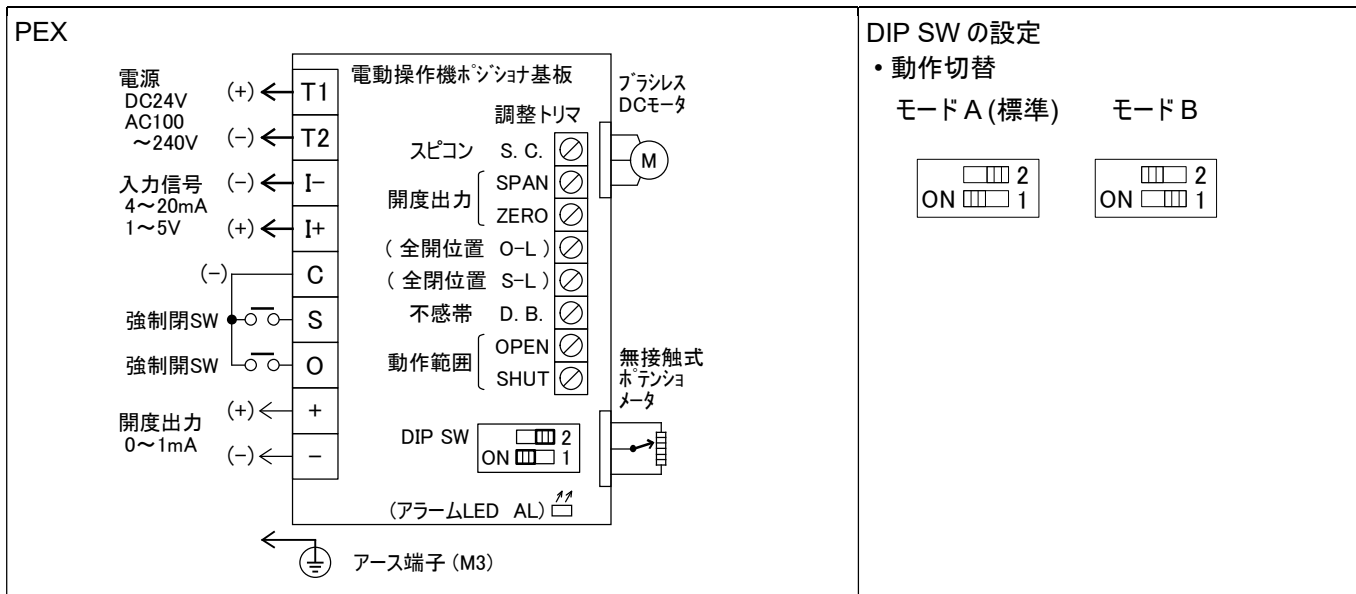 PEX
電源
DC24V
AC100
～240V
(+)
T1
(−)
T2
入力信号
4～20mA
1～5V
(−)
I−
(+)
I+
(−)
C
強制閉SW
S
強制開SW
O
開度出力
0～1mA
(+)
+
(−)
−
アース端子 (M3)
電動操作機ﾎﾟｼﾞｼｮﾅ基板
調整トリマ
スピコン S. C.
開度出力
SPAN
ZERO
( 全開位置 O-L )
( 全閉位置 S-L )
不感帯 D. B.
動作範囲
OPEN
SHUT
DIP SW
2
ON 1
(アラームLED AL)
ﾌﾞﾗｼﾚｽ
DCモータ
M
無接触式
ﾎﾟﾃﾝｼｮ
ﾒｰﾀ
DIP SW の設定
・動作切替
モード A (標準)
モード B
2
ON 1
2
ON 1